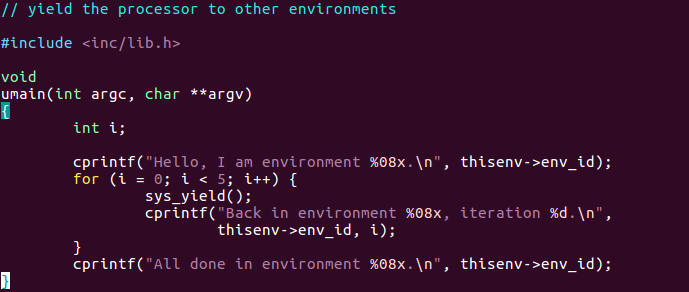 // yield the processor to other environments

#include <inc/lib.h>

void
umain(int argc, char **argv)
{
        int i;

        cprintf("Hello, I am environment %08x.\n", thisenv->env_id);
        for (i = 0; i < 5; i++) {
                sys_yield();
                cprintf("Back in environment %08x, iteration %d.\n",
                        thisenv->env_id, i);
        }
        cprintf("All done in environment %08x.\n", thisenv->env_id);
}